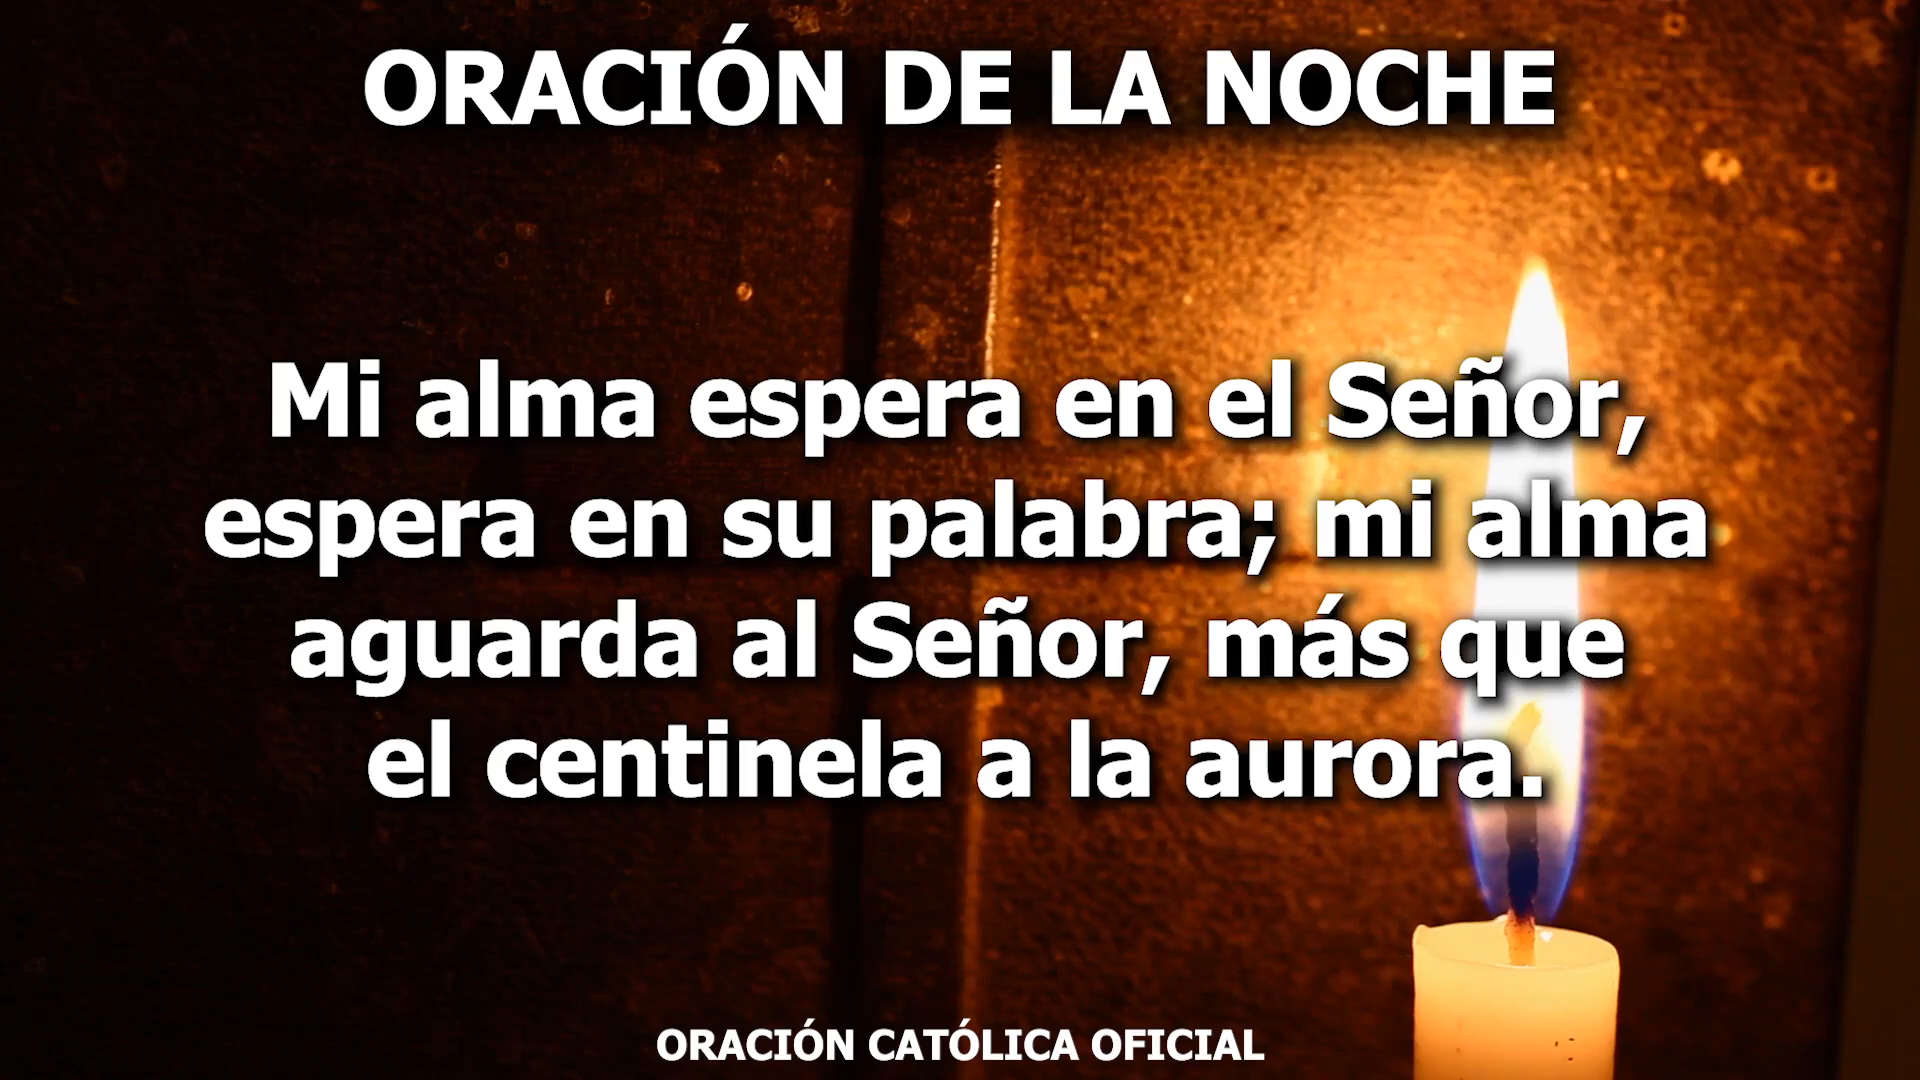 ORACIÓN DE LA NOCHE
Mi alma espera en el Señor,
espera en su palabra; mi alma
aguarda al Señor, más que
el centinela a la aurora.
ORACIÓN CATÓLICA OFICIAL